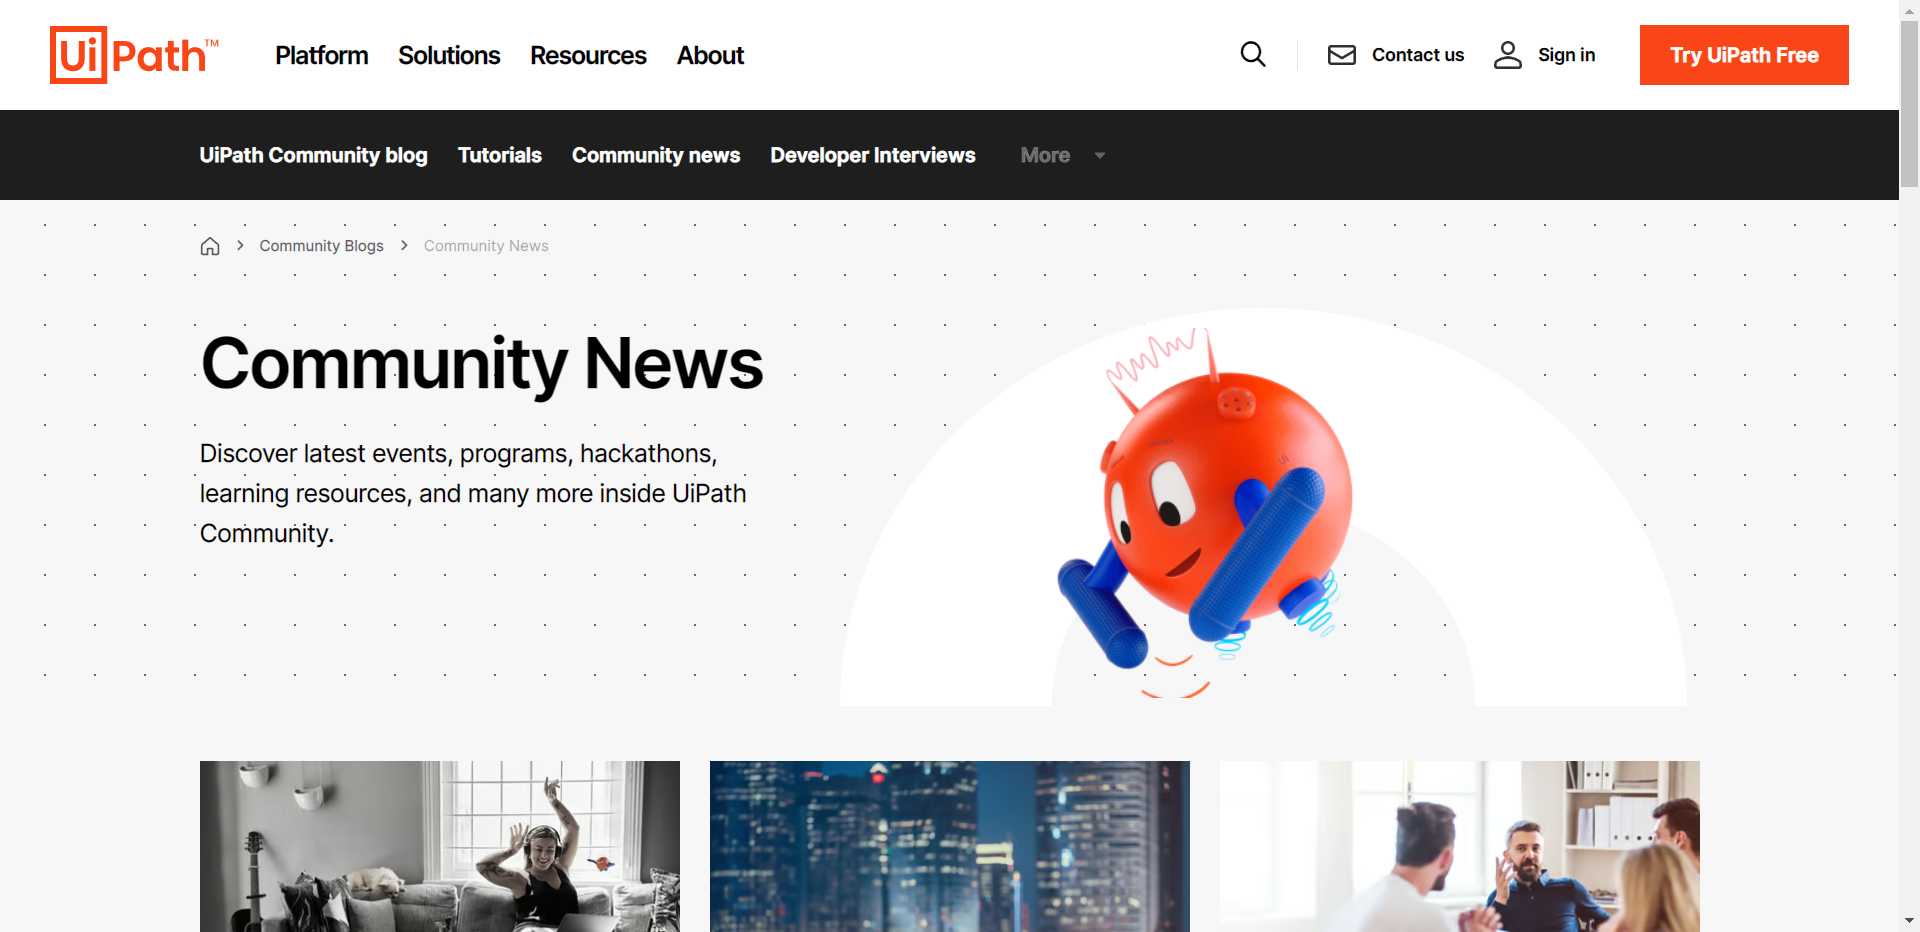 Ui Path™
Platform Solutions Resources About
Contact us Sign in Try UiPath Free
UiPath Community blog Tutorials Community news Developer Interviews More
Community Blogs Community News
Community News
Discover latest events, programs, hackathons,
learning resources, and many more inside UiPath
Community.